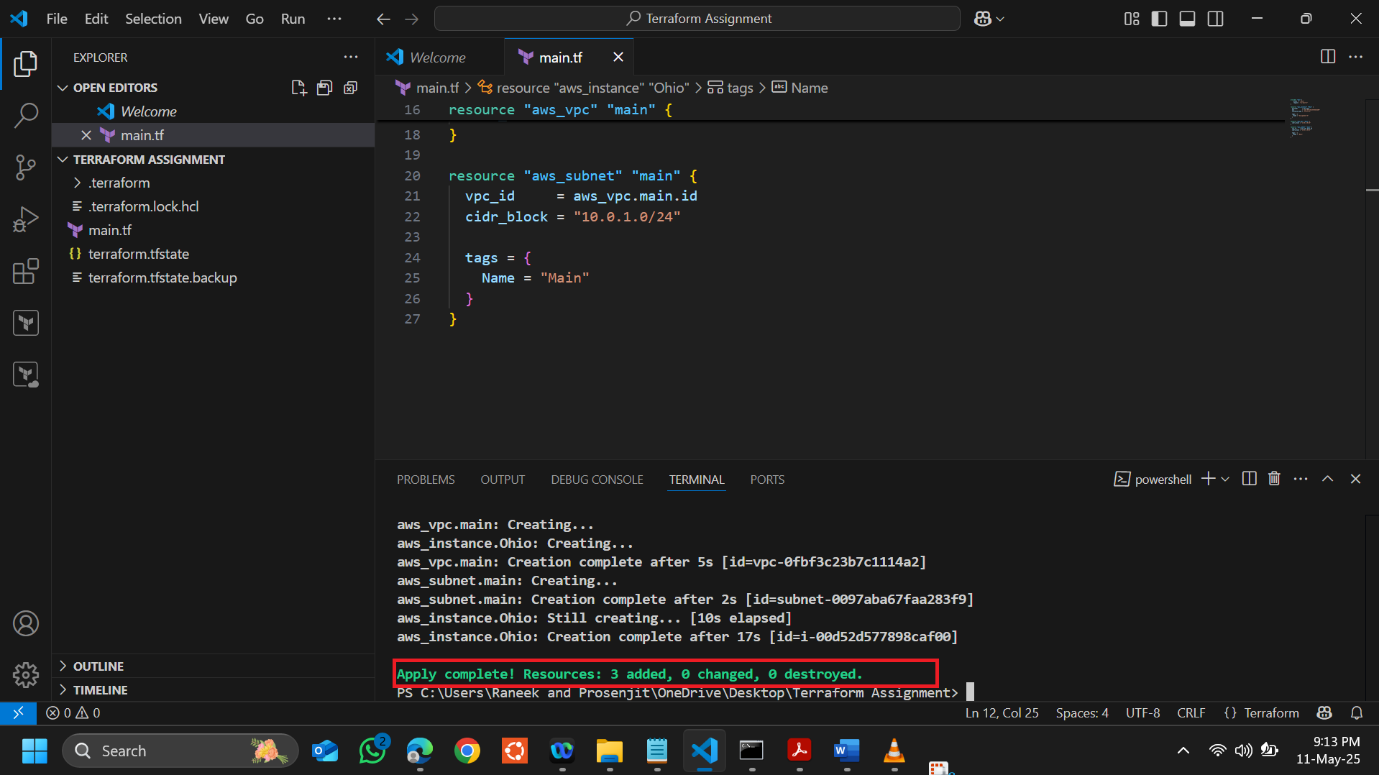 File Edit Selection View Go Run ··· Terraform Assignment
EXPLORER
OPEN EDITORS
Welcome
main.tf
TERRAFORM ASSIGNMENT
.terraform
.terraform.lock.hcl
main.tf
terraform.tfstate
terraform.tfstate.backup
OUTLINE
TIMELINE
Welcome main.tf
main.tf > resource "aws_instance" "Ohio" > tags > Name
16 resource "aws_vpc" "main" {
18 }
19
20 resource "aws_subnet" "main" {
21 vpc_id     = aws_vpc.main.id
22 cidr_block = "10.0.1.0/24"
23
24 tags = {
25 Name = "Main"
26 }
27 }
PROBLEMS OUTPUT DEBUG CONSOLE TERMINAL PORTS powershell
aws_vpc.main: Creating...
aws_instance.Ohio: Creating...
aws_vpc.main: Creation complete after 5s [id=vpc-0fbf3c23b7c1114a2]
aws_subnet.main: Creating...
aws_subnet.main: Creation complete after 2s [id=subnet-0097aba67faa283f9]
aws_instance.Ohio: Still creating... [10s elapsed]
aws_instance.Ohio: Creation complete after 17s [id=i-00d52d577898caf00]
Apply complete! Resources: 3 added, 0 changed, 0 destroyed.
PS C:\Users\Raneek and Prosenjit\OneDrive\Desktop\Terraform Assignment>
0 0 Ln 12, Col 25 Spaces: 4 UTF-8 CRLF {} Terraform
Search 2 9:13 PM
11-May-25